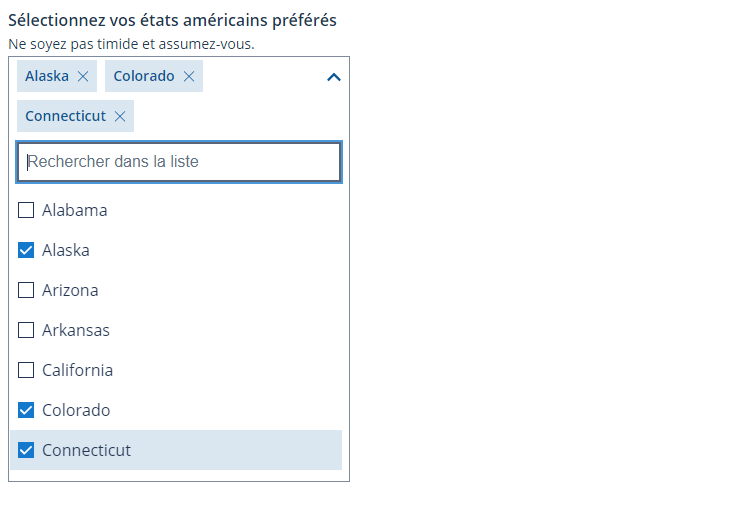 Sélectionnez vos états américains préférés
Ne soyez pas timide et assumez-vous.
Alaska Colorado
Connecticut
Rechercher dans la liste
Alabama
Alaska
Arizona
Arkansas
California
Colorado
Connecticut